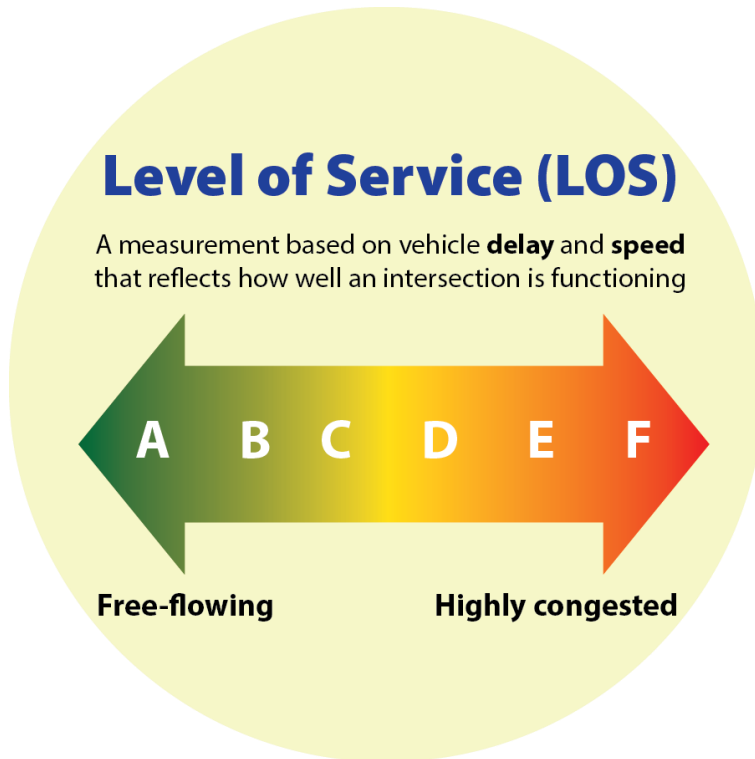 Level of Service (LOS)
A measurement based on vehicle delay and speed
that reflects how well an intersection is functioning
A B C D E F
Free-flowing Highly congested